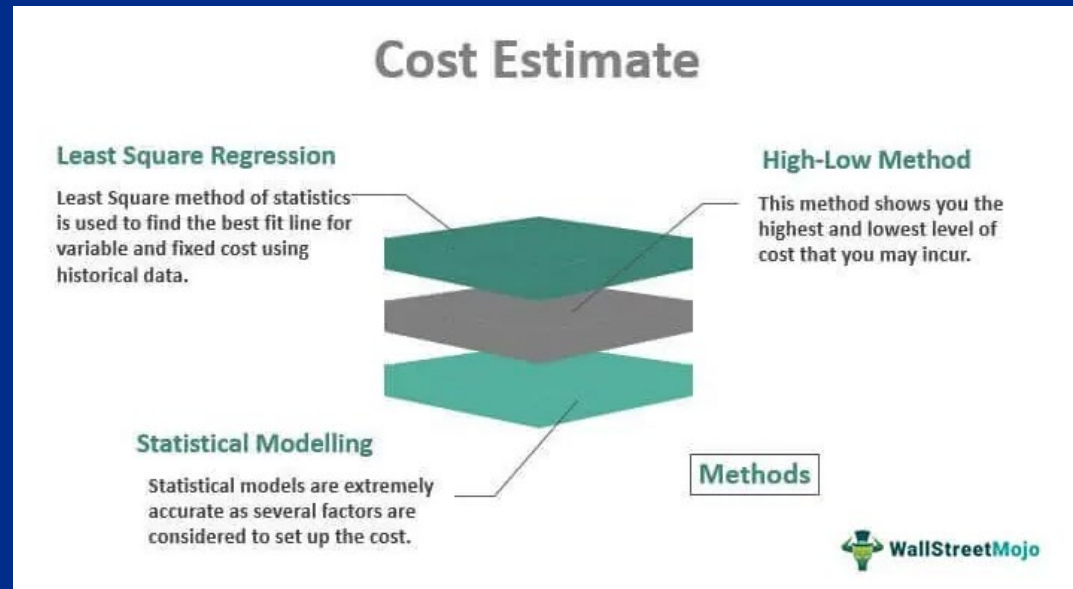 Cost Estimate
Least Square Regression
Least Square method of statistics
is used to find the best fit line for
variable and fixed cost using
historical data.
High-Low Method
This method shows you the
highest and lowest level of
cost that you may incur.
Statistical Modelling
Statistical models are extremely
accurate as several factors are
considered to set up the cost.
Methods
WallStreetMojo